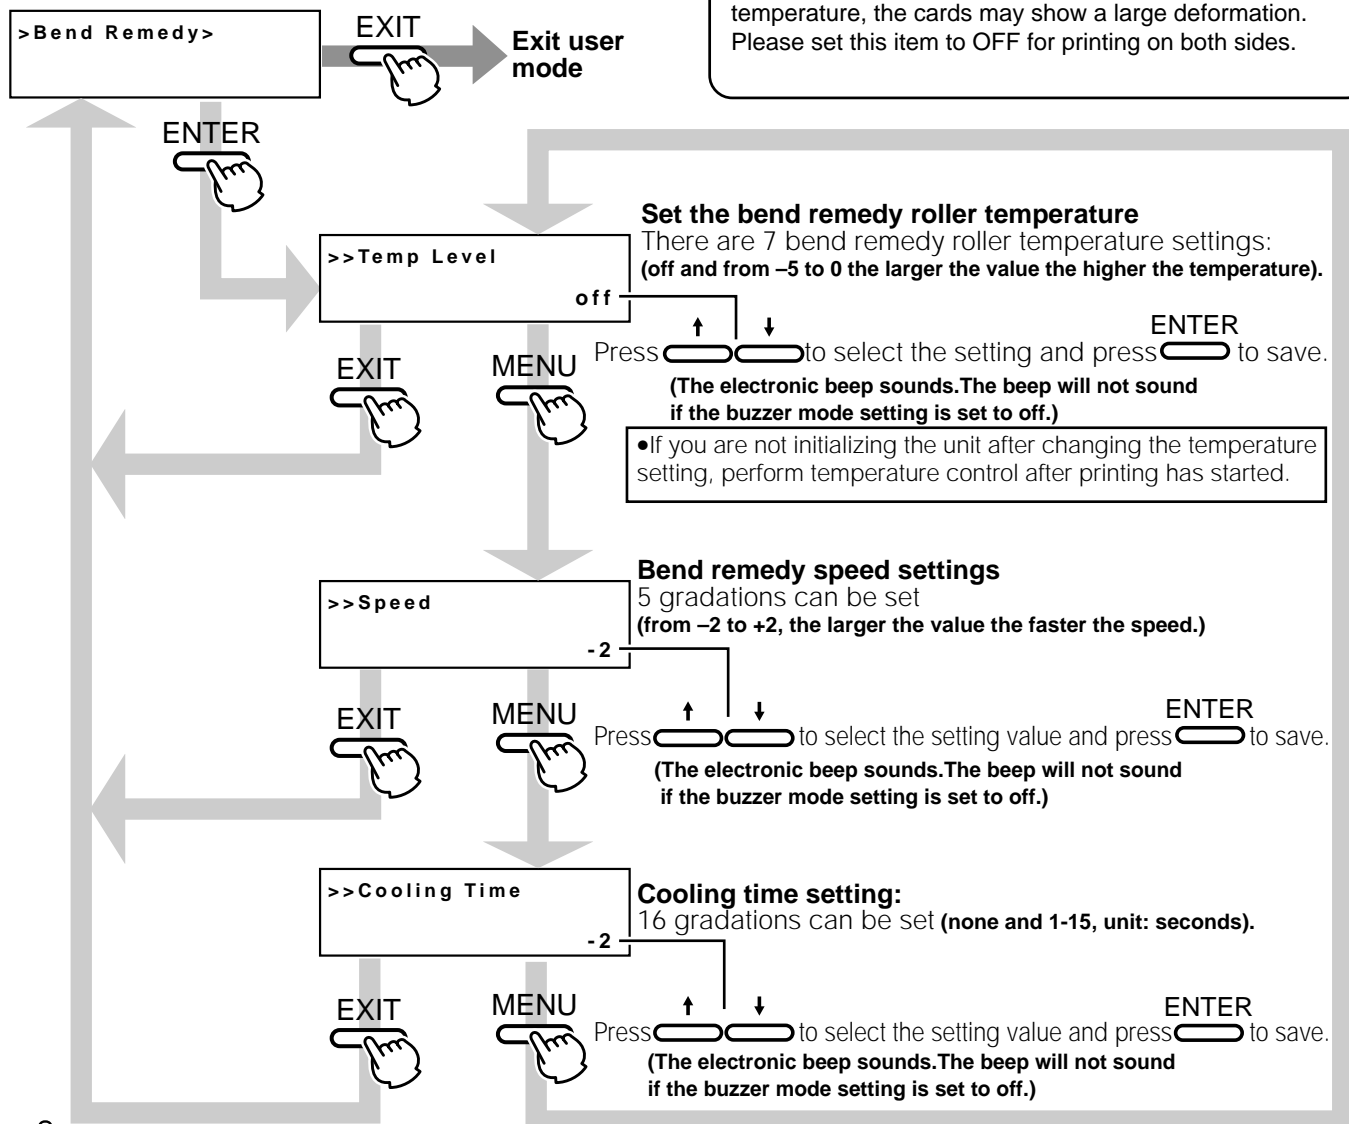 temperature, the cards may show a large deformation.
Please set this item to OFF for printing on both sides.
>Bend Remedy>
EXIT
Exit user
mode
ENTER
Set the bend remedy roller temperature
There are 7 bend remedy roller temperature settings:
(off and from –5 to 0 the larger the value the higher the temperature).
>>Temp Level
off
ENTER
Press to select the setting and press to save.
(The electronic beep sounds.The beep will not sound
if the buzzer mode setting is set to off.)
EXIT
MENU
●If you are not initializing the unit after changing the temperature
setting, perform temperature control after printing has started.
Bend remedy speed settings
5 gradations can be set
(from –2 to +2, the larger the value the faster the speed.)
>>Speed
-2
EXIT
MENU
ENTER
Press to select the setting value and press to save.
(The electronic beep sounds.The beep will not sound
if the buzzer mode setting is set to off.)
>>Cooling Time
-2
Cooling time setting:
16 gradations can be set (none and 1-15, unit: seconds).
EXIT
MENU
ENTER
Press to select the setting value and press to save.
(The electronic beep sounds.The beep will not sound
if the buzzer mode setting is set to off.)